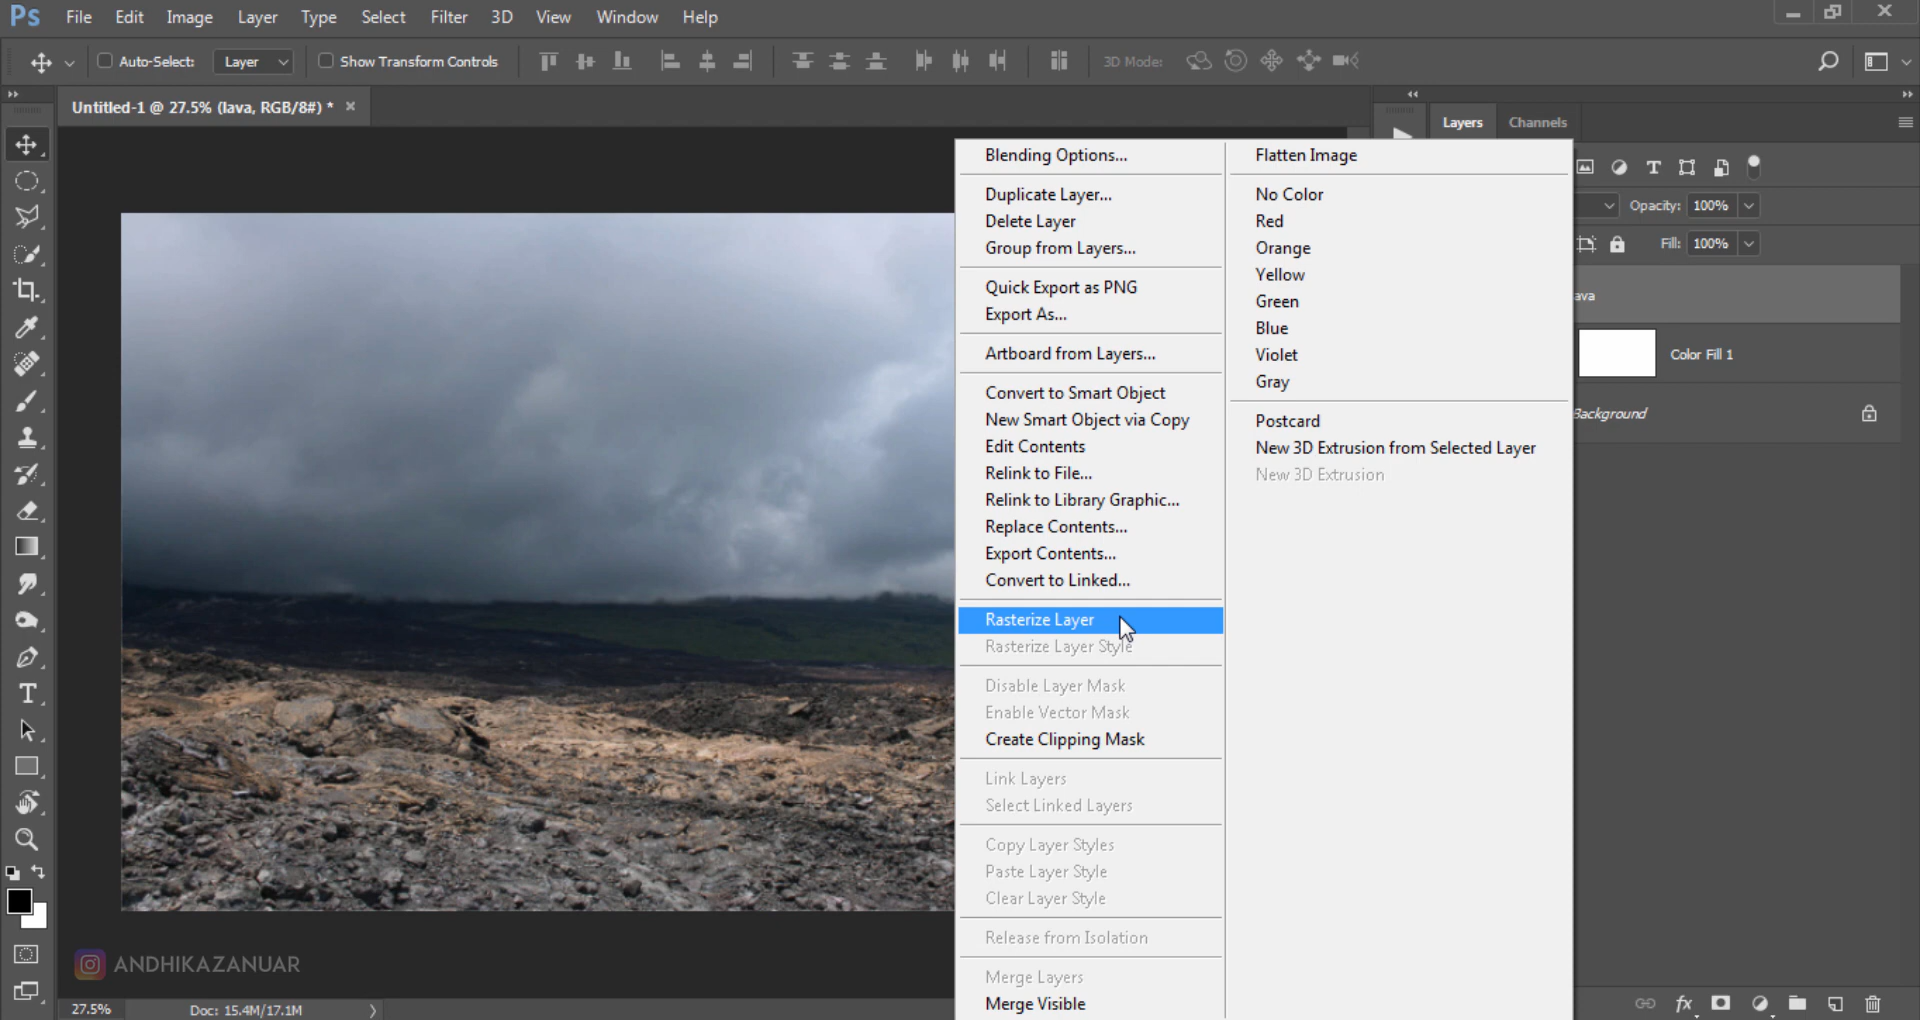 Ps File Edit Image Layer Type Select Filter 3D View Window Help
Auto-Select: Layer Show Transform Controls 3D Mode:
Untitled-1 @ 27.5% (lava, RGB/8#) *
Layers Channels
Blending Options...
Duplicate Layer...
Delete Layer
Group from Layers...
Quick Export as PNG
Export As...
Artboard from Layers...
Convert to Smart Object
New Smart Object via Copy
Edit Contents
Relink to File...
Relink to Library Graphic...
Replace Contents...
Export Contents...
Convert to Linked...
Rasterize Layer
Rasterize Layer Style
Disable Layer Mask
Enable Vector Mask
Create Clipping Mask
Link Layers
Select Linked Layers
Copy Layer Styles
Paste Layer Style
Clear Layer Style
Release from Isolation
Merge Layers
Merge Visible
Flatten Image
No Color
Red
Orange
Yellow
Green
Blue
Violet
Gray
Postcard
New 3D Extrusion from Selected Layer
New 3D Extrusion
Opacity: 100%
Fill: 100%
ava
Color Fill 1
Background
fx
ANDHIKAZANUAR
27.5% Doc: 15.4M/17.1M